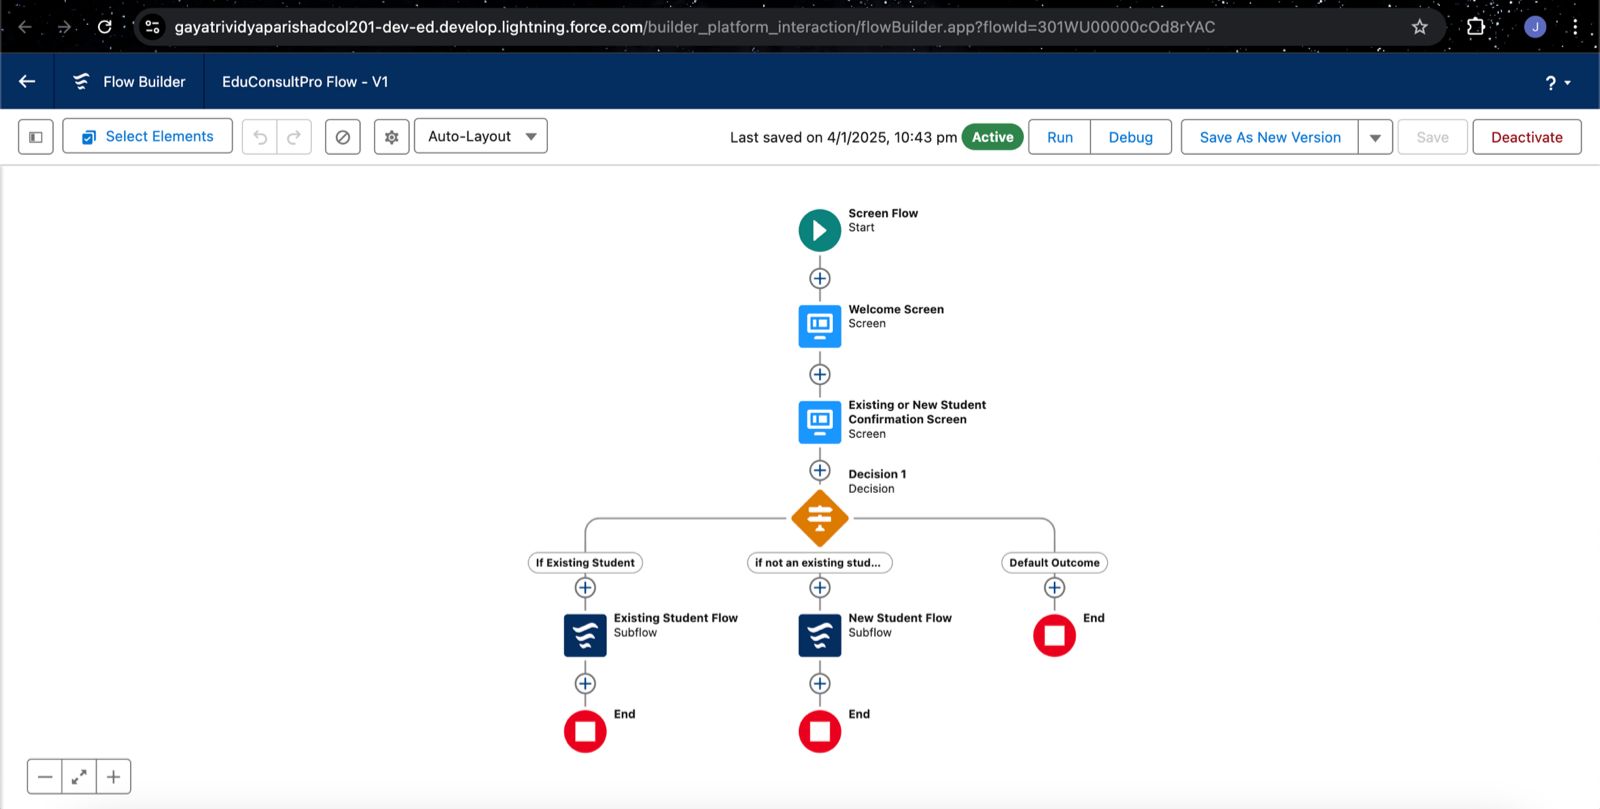 gayatrividyaparishadcol201-dev-ed.develop.lightning.force.com/builder_platform_interaction/flowBuilder.app?flowId=301WU00000cOd8rYAC
J
Flow Builder
EduConsultPro Flow - V1
?
Select Elements
Auto-Layout
Last saved on 4/1/2025, 10:43 pm
Active
Run
Debug
Save As New Version
Save
Deactivate
Screen Flow
Start
Welcome Screen
Screen
Existing or New Student
Confirmation Screen
Screen
Decision 1
Decision
If Existing Student
if not an existing stud...
Default Outcome
Existing Student Flow
Subflow
New Student Flow
Subflow
End
End
End